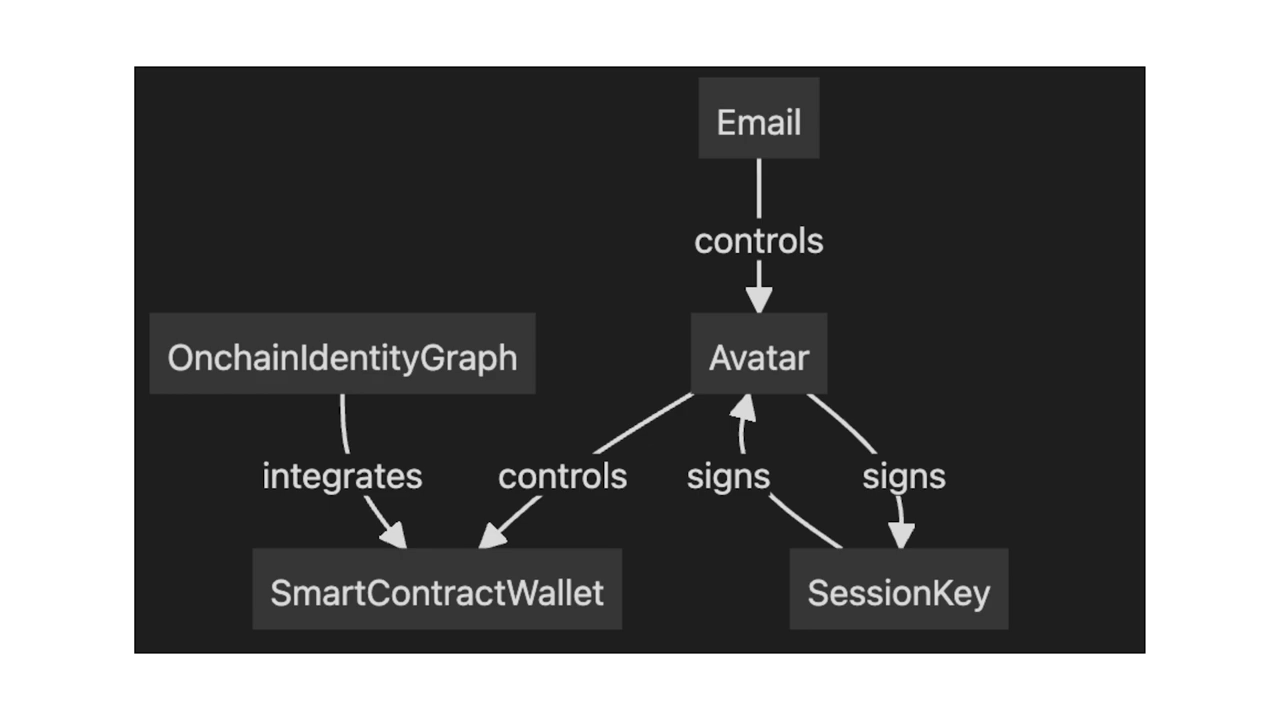 Email
controls
OnchainIdentityGraph
Avatar
integrates
controls
signs
signs
SmartContractWallet
SessionKey